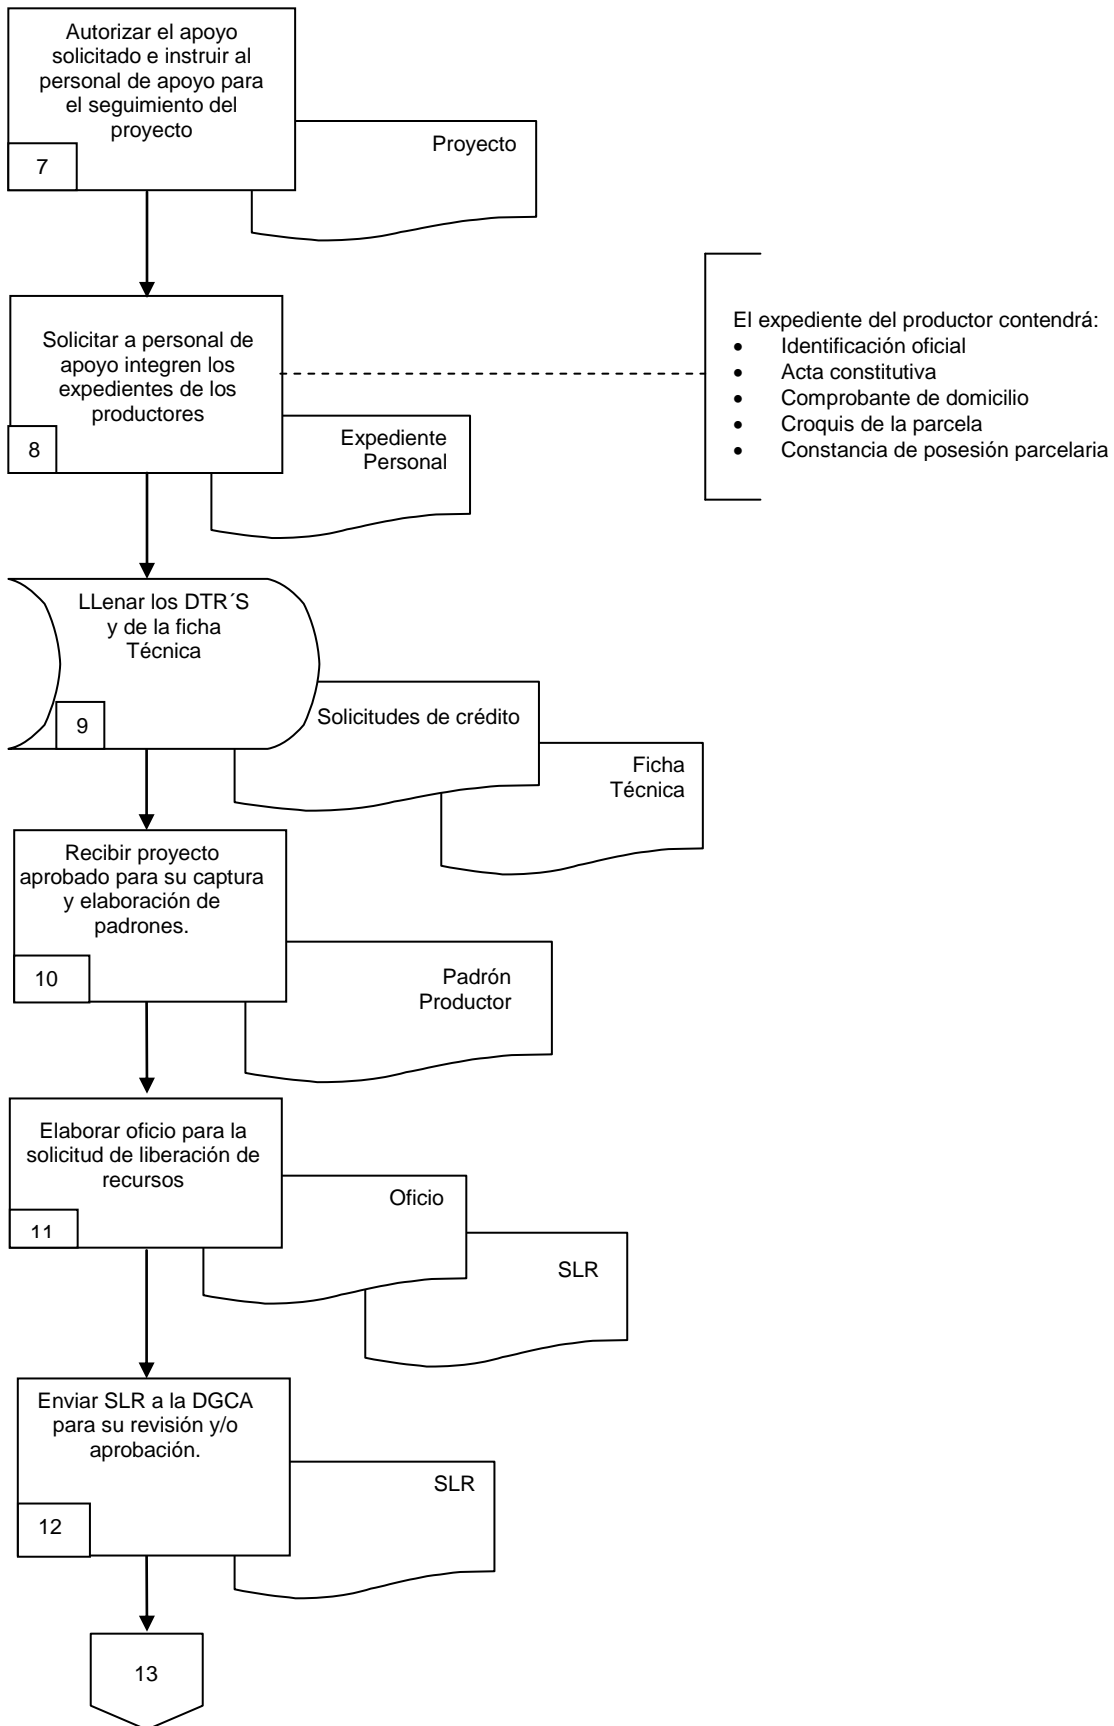 Autorizar el apoyo
solicitado e instruir al
personal de apoyo para
el seguimiento del
proyecto
7
Proyecto
Solicitar a personal de
apoyo integren los
expedientes de los
productores
8
Expediente
Personal
El expediente del productor contendrá:
• Identificación oficial
• Acta constitutiva
• Comprobante de domicilio
• Croquis de la parcela
• Constancia de posesión parcelaria
LLenar los DTR´S
y de la ficha
Técnica
9
Solicitudes de crédito
Ficha
Técnica
Recibir proyecto
aprobado para su captura
y elaboración de
padrones.
10
Padrón
Productor
Elaborar oficio para la
solicitud de liberación de
recursos
11
Oficio
SLR
Enviar SLR a la DGCA
para su revisión y/o
aprobación.
12
SLR
13